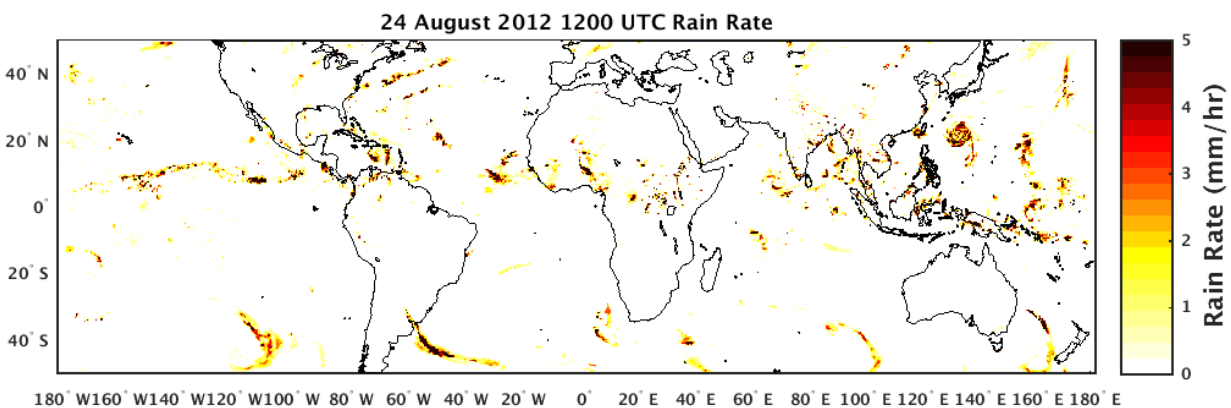 24 August 2012 1200 UTC Rain Rate
40° N
20° N
0°
20° S
40° S
180° W160° W140° W120° W100° W 80° W 60° W 40° W 20° W 0° 20° E 40° E 60° E 80° E 100° E 120° E 140° E 160° E 180° E
5
4
3
2
1
0
Rain Rate (mm/hr)